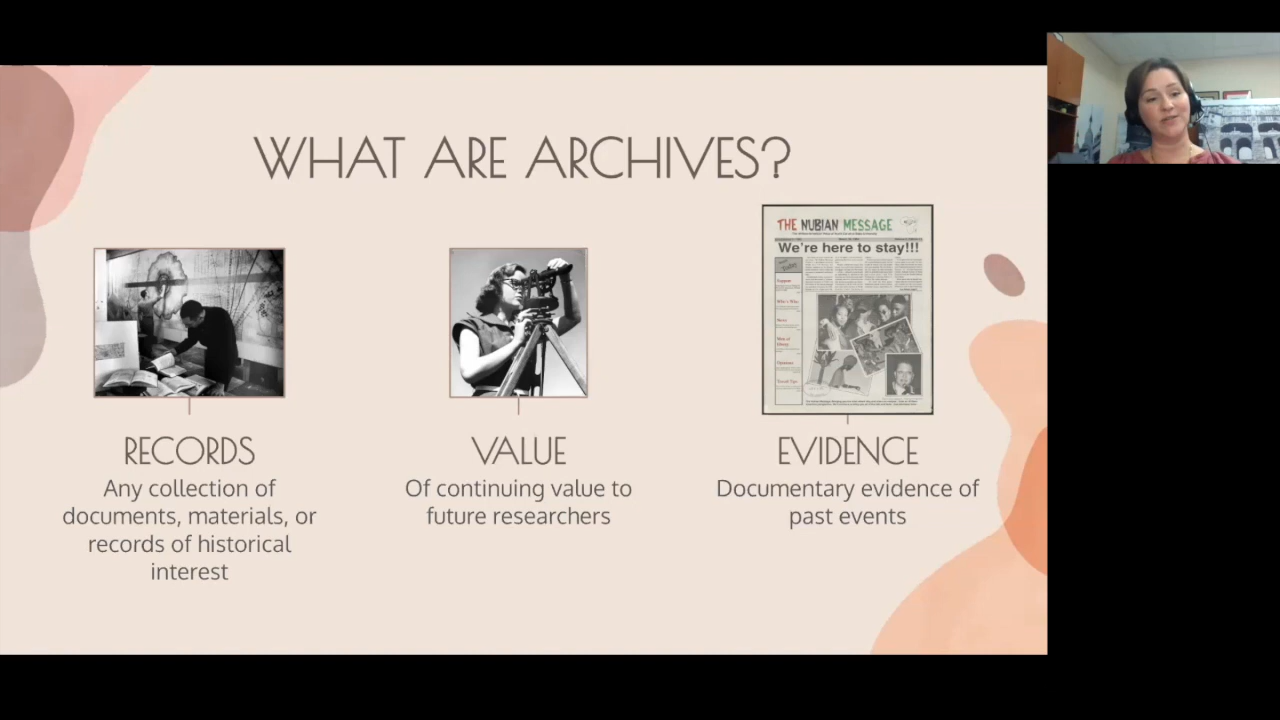 WHAT ARE ARCHIVES?
THE NUBIAN MESSAGE
We're here to stay!!!
RECORDS
Any collection of
documents, materials, or
records of historical
interest
VALUE
Of continuing value to
future researchers
EVIDENCE
Documentary evidence of
past events